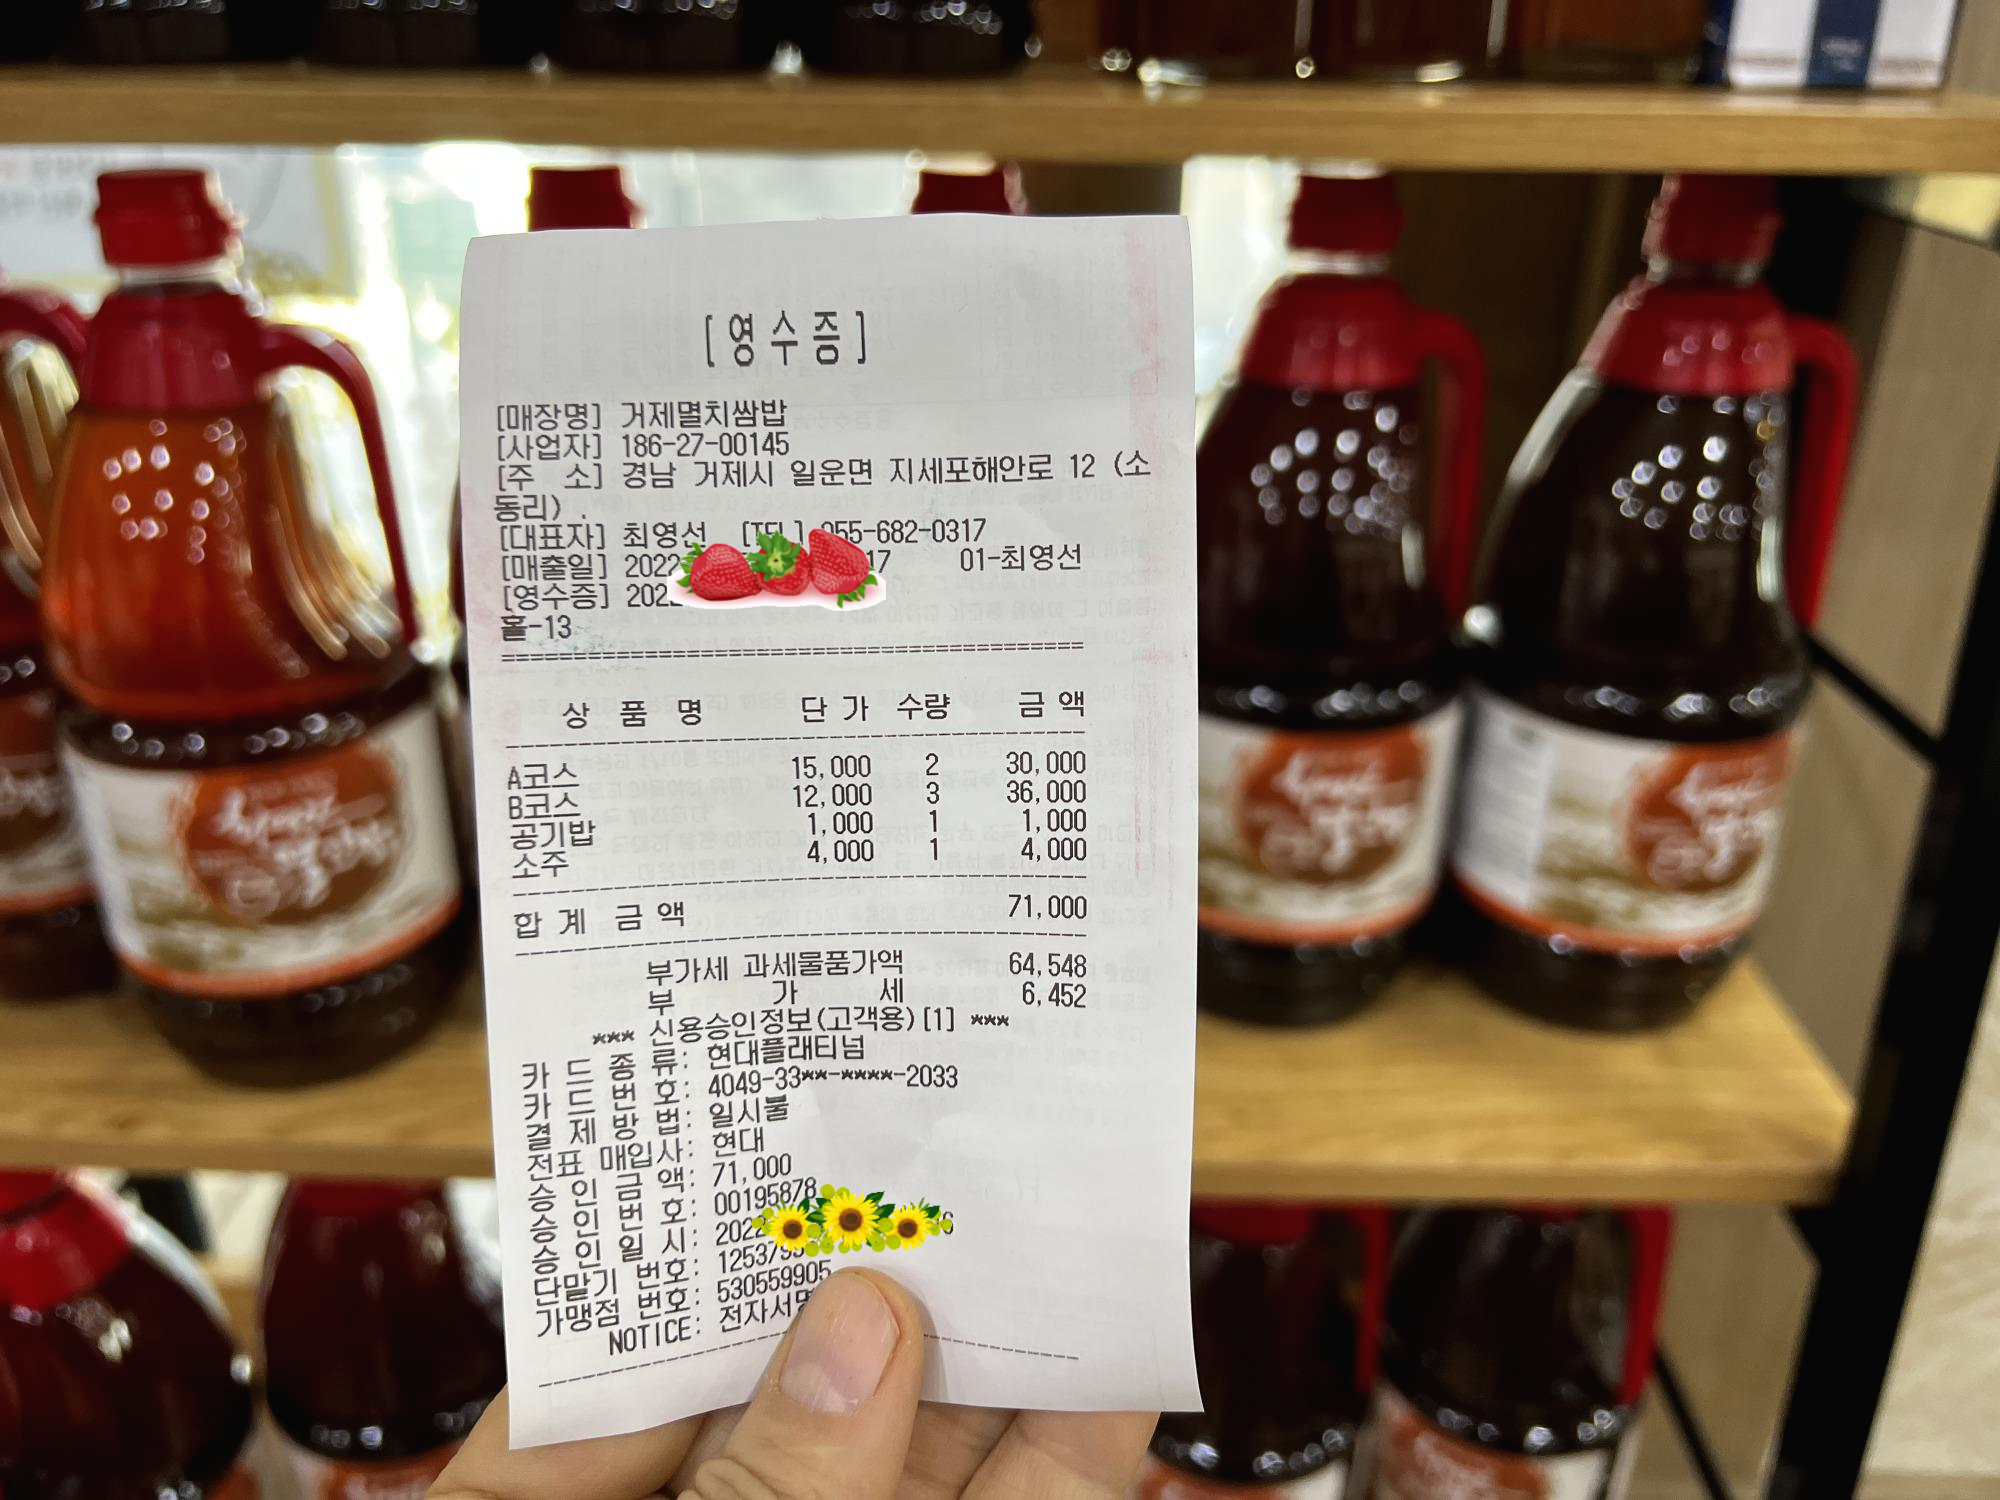 [영수증]
[매장명] 거제멸치쌈밥
[사업자] 186-27-00145
[주 소] 경남 거제시 일운면 지세포해안로 12 (소
동리) .
[대표자] 최영선 [TEL] 055-682-0317
[매출일] 2022 17 01-최영선
[영수증] 202
홀-13
상 품 명 단 가 수량 금 액
A코스 15,000 2 30,000
B코스 12,000 3 36,000
공기밥 1,000 1 1,000
소주 4,000 1 4,000
합 계 금 액 71,000
부가세 과세물품가액 64,548
부 가 세 6,452
*** 신용승인정보(고객용)[1] ***
카 드 종 류: 현대플래티넘
카 드 번 호: 4049-33**-****-2033
결 제 방 법: 일시불
전표 매입사: 현대
승 인 금 액: 71,000
승 인 번 호: 00195878
승 인 일 시: 202
단말기 번호: 12537
가맹점 번호: 530559905
NOTICE: 전자서명